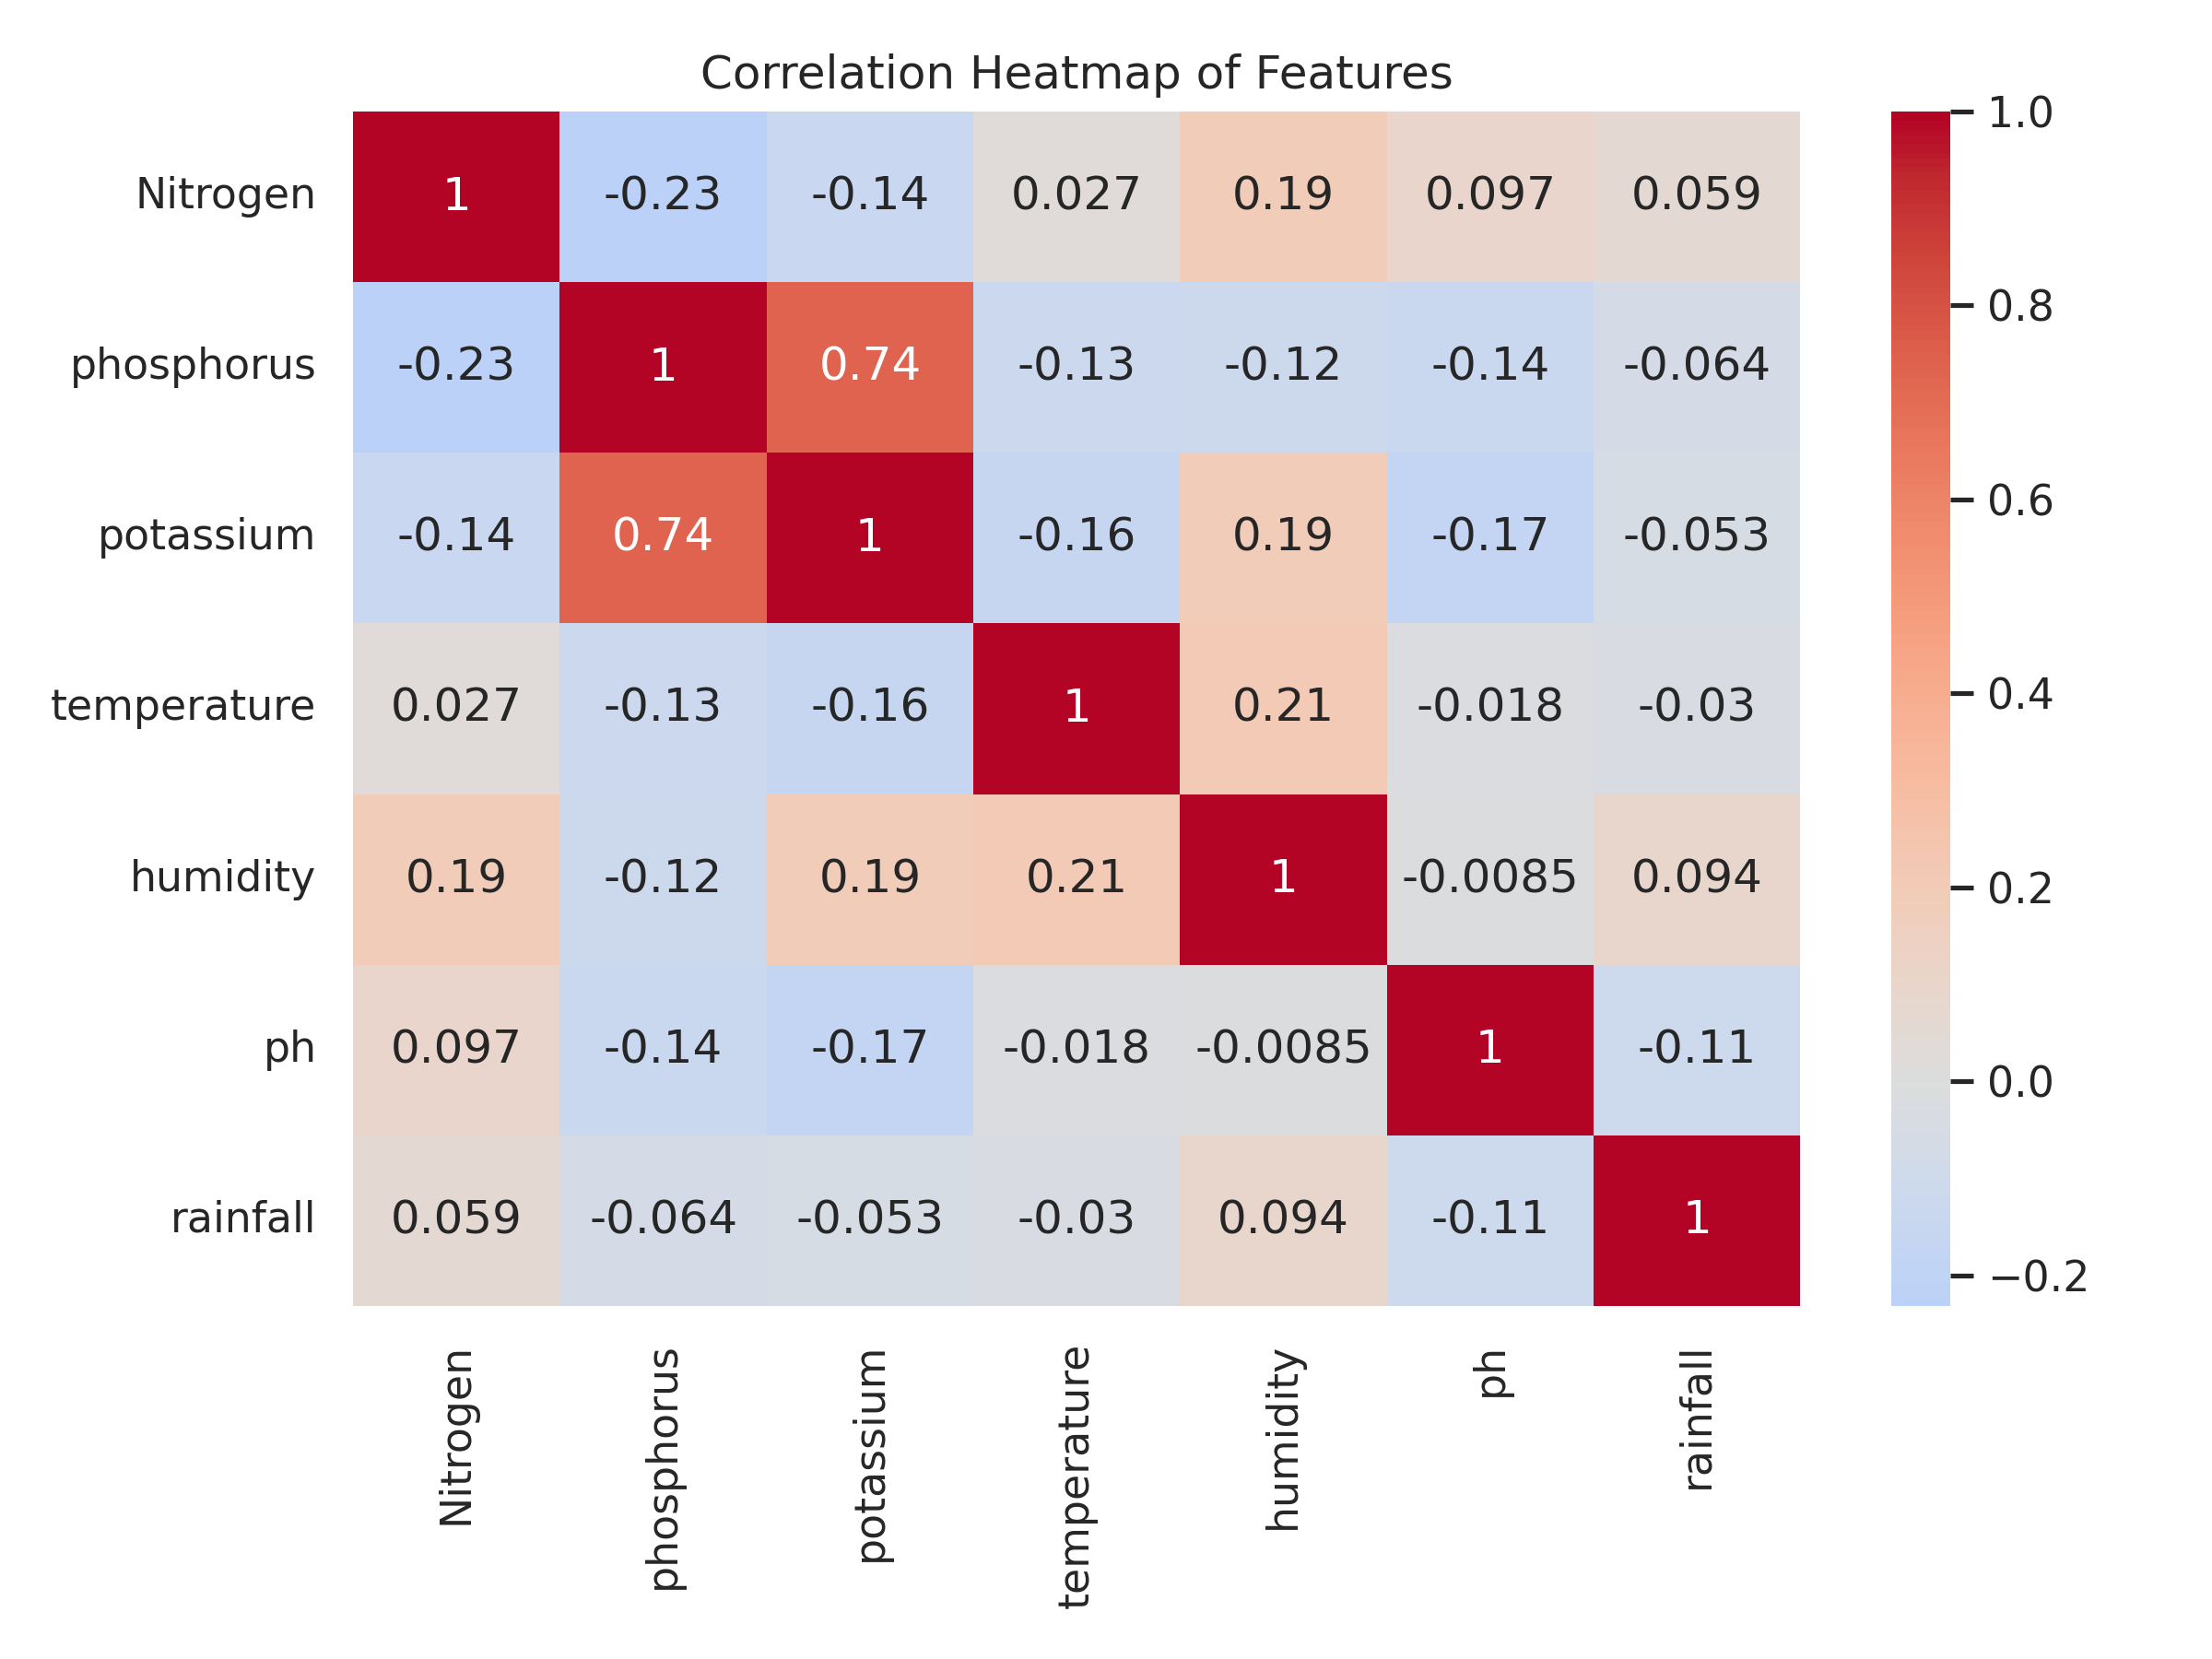 Correlation Heatmap of Features
Nitrogen 1 -0.23 -0.14 0.027 0.19 0.097 0.059
phosphorus -0.23 1 0.74 -0.13 -0.12 -0.14 -0.064
potassium -0.14 0.74 1 -0.16 0.19 -0.17 -0.053
temperature 0.027 -0.13 -0.16 1 0.21 -0.018 -0.03
humidity 0.19 -0.12 0.19 0.21 1 -0.0085 0.094
ph 0.097 -0.14 -0.17 -0.018 -0.0085 1 -0.11
rainfall 0.059 -0.064 -0.053 -0.03 0.094 -0.11 1
Nitrogen phosphorus potassium temperature humidity ph rainfall
1.0
0.8
0.6
0.4
0.2
0.0
−0.2